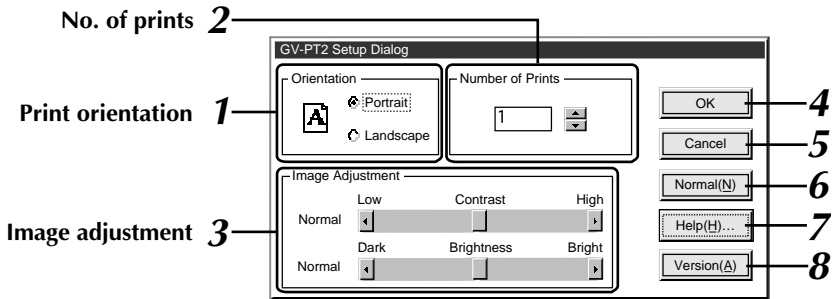 No. of prints 2
GV-PT2 Setup Dialog
Orientation
Number of Prints
Print orientation 1
A
Portrait
1
OK
4
Landscape
Cancel
5
Image Adjustment
Normal(N)
6
Low Contrast High
Normal
Image adjustment 3
Help(H)...
7
Dark Brightness Bright
Normal
Version(A)
8